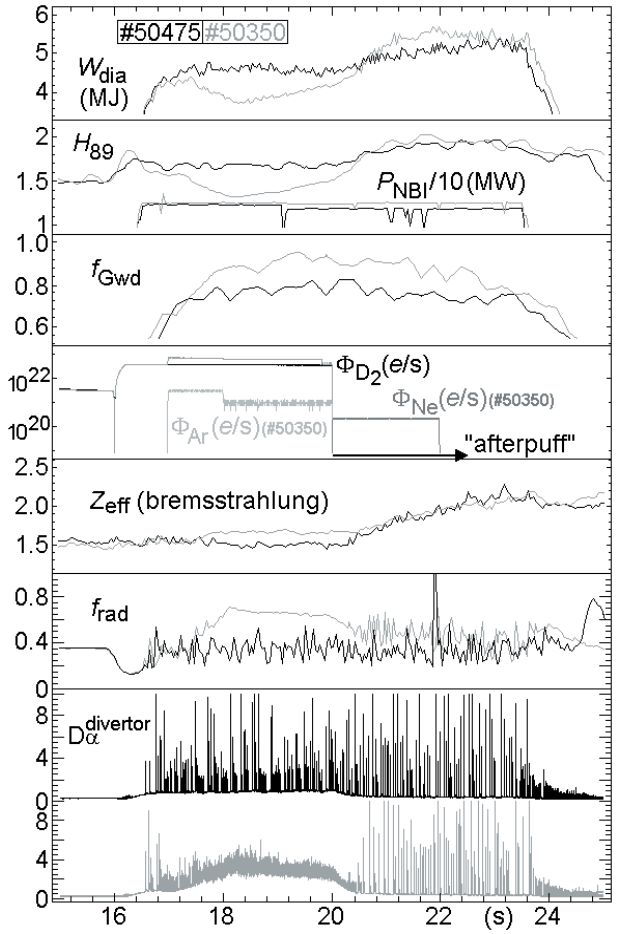 6
#50475 #50350
5
W_dia
(MJ)
4
2
H_89
1.5
P_NBI/10 (MW)
1
1.0
f_Gwd
0.8
0.6
Φ_D₂(e/s)
10^22
Φ_Ne(e/s)(#50350)
10^20
Φ_Ar(e/s)(#50350)
"afterpuff"
2.5
Z_eff (bremsstrahlung)
2.0
1.5
0.8
f_rad
0.4
0
8
Dα^divertor
4
0
8
4
0
16 18 20 22 (s) 24